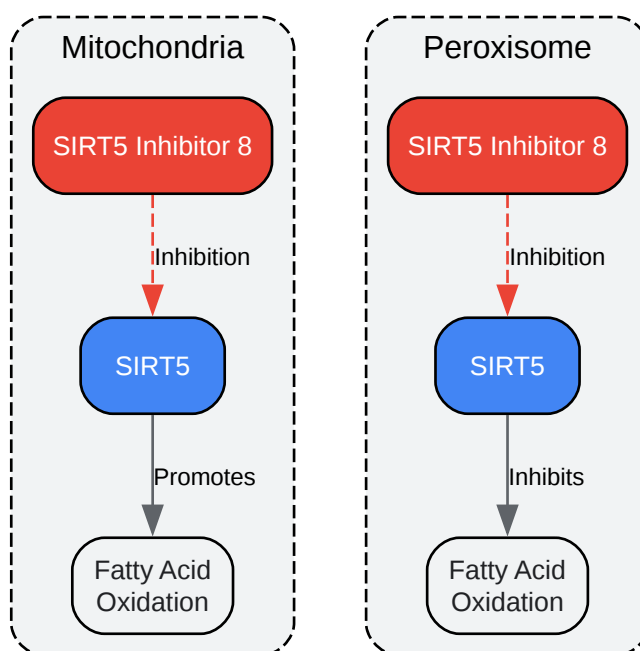 Mitochondria
SIRT5 Inhibitor 8
Inhibition
SIRT5
Promotes
Fatty Acid
Oxidation
Peroxisome
SIRT5 Inhibitor 8
Inhibition
SIRT5
Inhibits
Fatty Acid
Oxidation